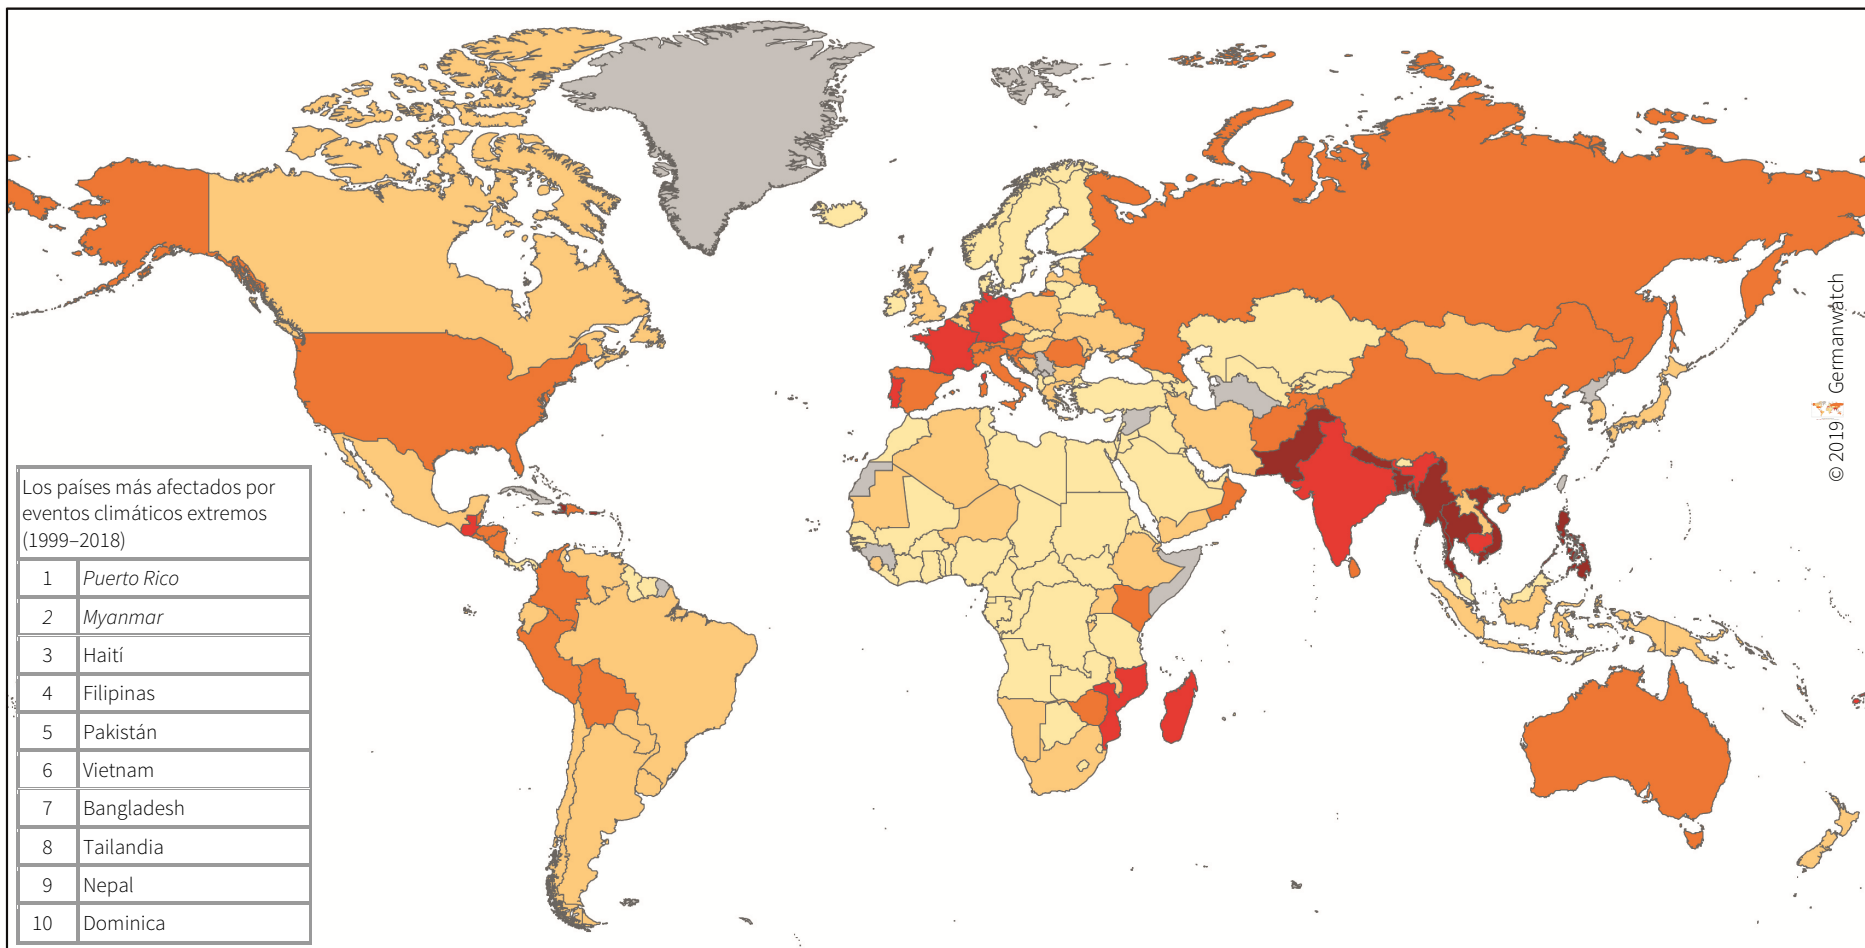 Los países más afectados por
eventos climáticos extremos
(1999–2018)
1 Puerto Rico
2 Myanmar
3 Haití
4 Filipinas
5 Pakistán
6 Vietnam
7 Bangladesh
8 Tailandia
9 Nepal
10 Dominica
© 2019 Germanwatch